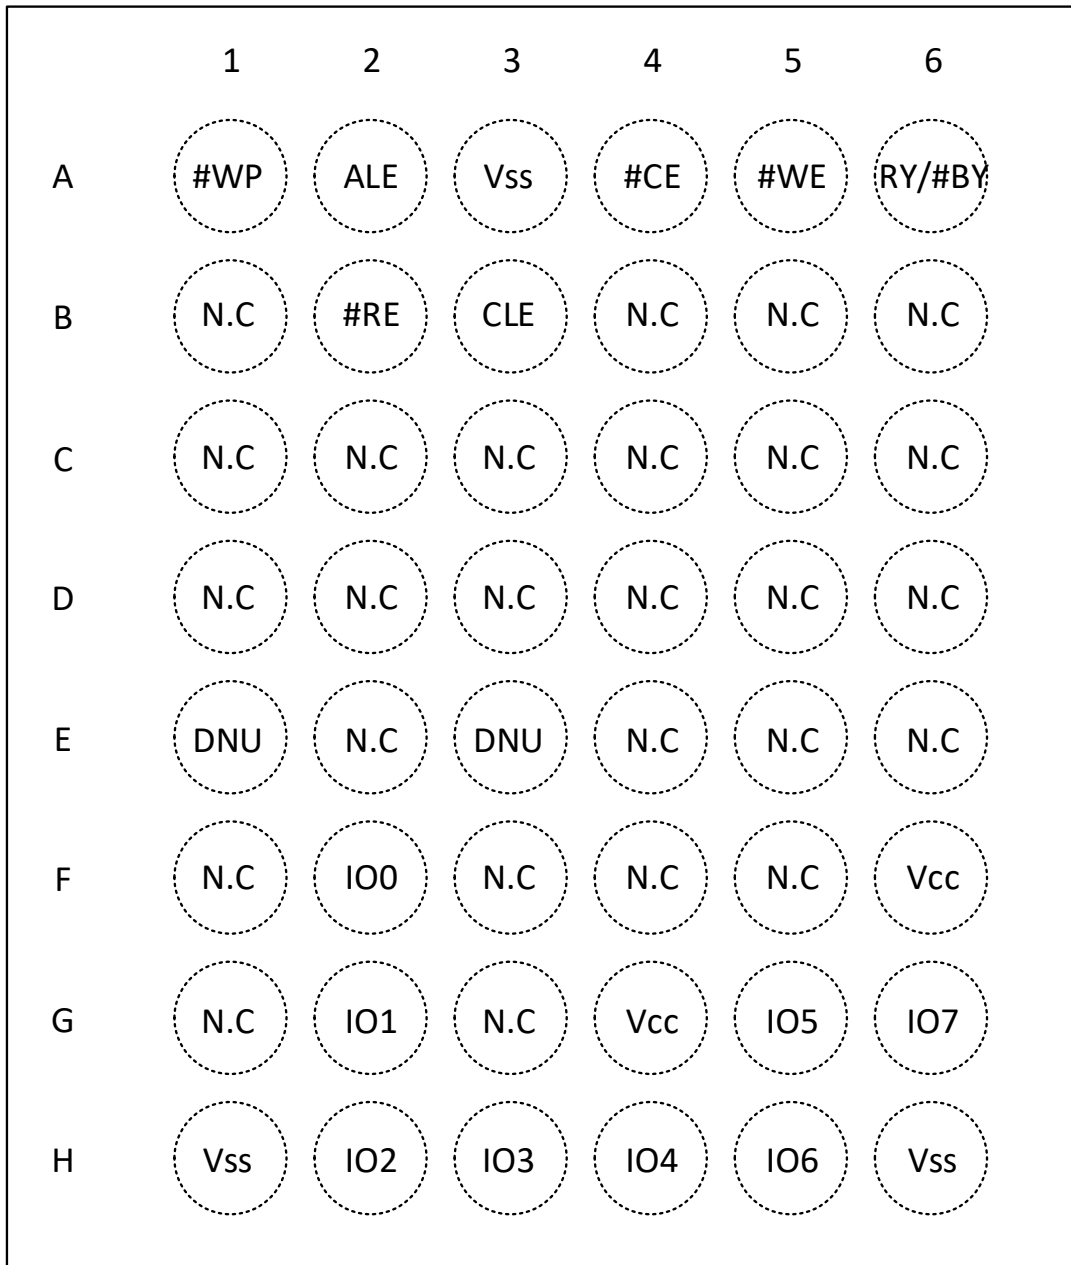 1 2 3 4 5 6
A #WP ALE Vss #CE #WE RY/#BY
B N.C #RE CLE N.C N.C N.C
C N.C N.C N.C N.C N.C N.C
D N.C N.C N.C N.C N.C N.C
E DNU N.C DNU N.C N.C N.C
F N.C IO0 N.C N.C N.C Vcc
G N.C IO1 N.C Vcc IO5 IO7
H Vss IO2 IO3 IO4 IO6 Vss